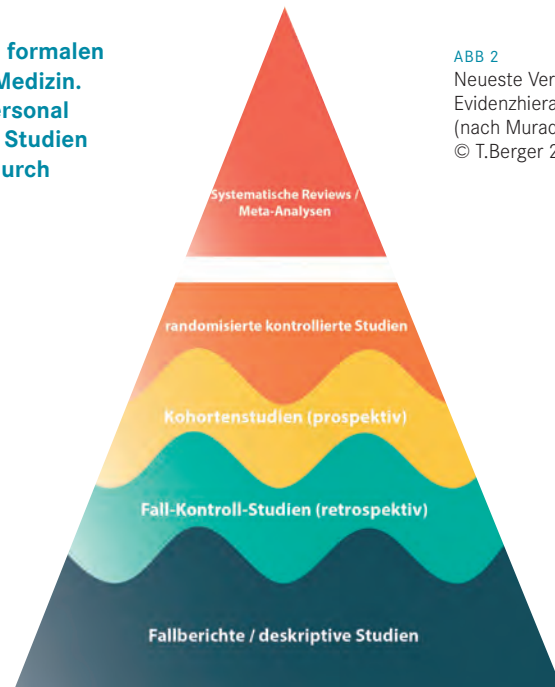 formalen
Medizin.
ersonal
Studien
urch
ABB 2
Neueste Ver
Evidenzhiera
(nach Murad
© T.Berger 2
Systematische Reviews /
Meta-Analysen
randomisierte kontrollierte Studien
Kohortenstudien (prospektiv)
Fall-Kontroll-Studien (retrospektiv)
Fallberichte / deskriptive Studien